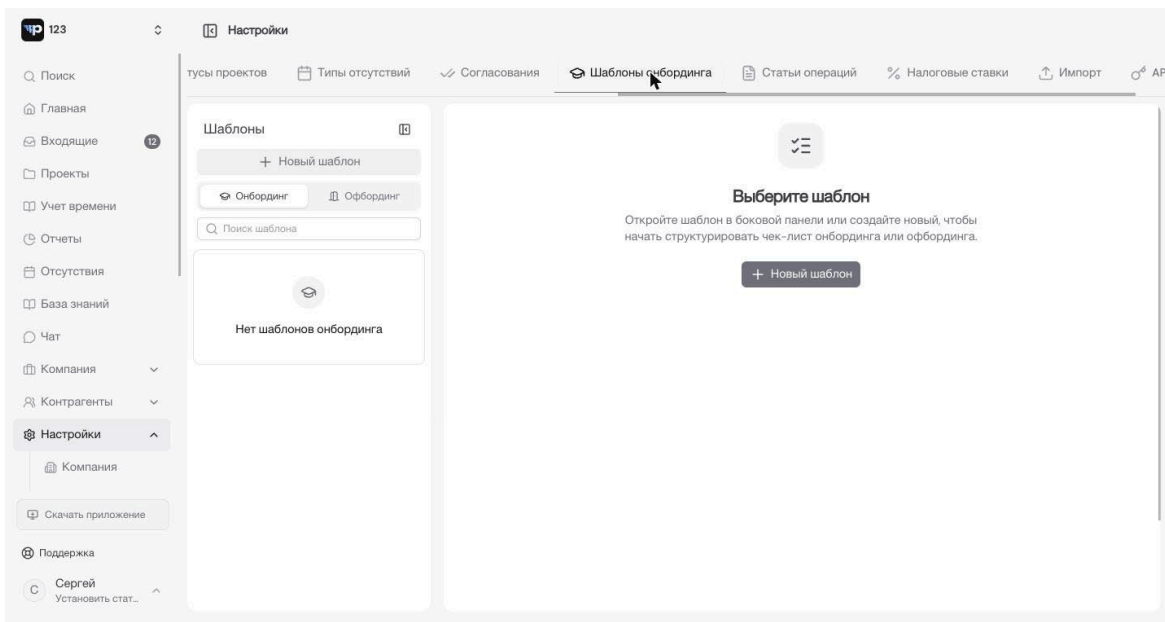 123
Настройки
Поиск
Главная
Входящие
12
Проекты
Учет времени
Отчеты
Отсутствия
База знаний
Чат
Компания
Контрагенты
Настройки
Компания
Скачать приложение
Поддержка
С
Сергей
Установить стат...
тусы проектов
Типы отсутствий
Согласования
Шаблоны онбординга
Статьи операций
Налоговые ставки
Импорт
AP
Шаблоны
+ Новый шаблон
Онбординг
Офбординг
Поиск шаблона
Нет шаблонов онбординга
Выберите шаблон
Откройте шаблон в боковой панели или создайте новый, чтобы
начать структурировать чек-лист онбординга или офбординга.
+ Новый шаблон